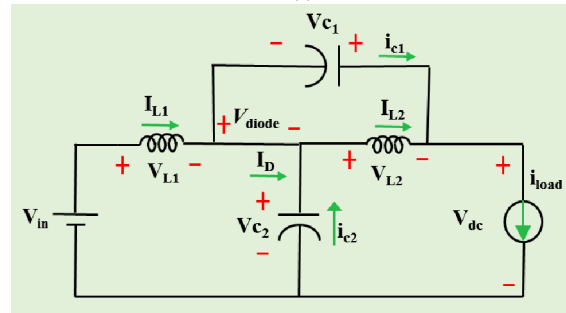 Vc1
− + ic1
IL1 IL2
+ Vdiode −
+ − ID + − +
VL1 VL2 iload
Vin + Vdc
Vc2 ic2
− −